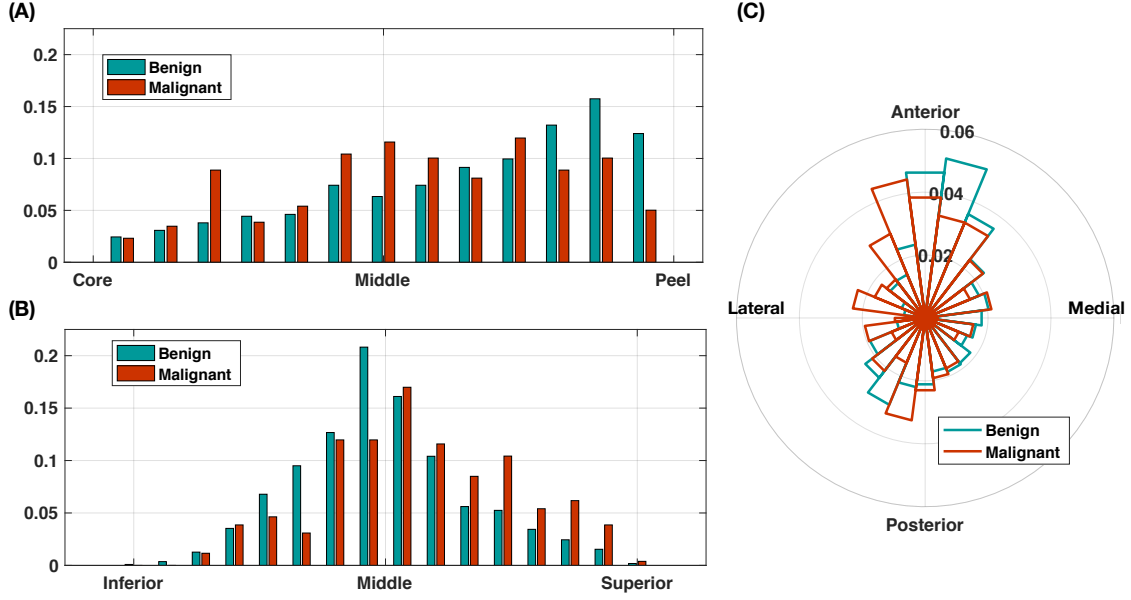 (A)
0.2
0.15
0.1
0.05
0
Benign
Malignant
Core
Middle
Peel
(B)
0.2
0.15
0.1
0.05
0
Benign
Malignant
Inferior
Middle
Superior
(C)
Anterior
0.06
0.04
0.02
Lateral
Medial
Benign
Malignant
Posterior